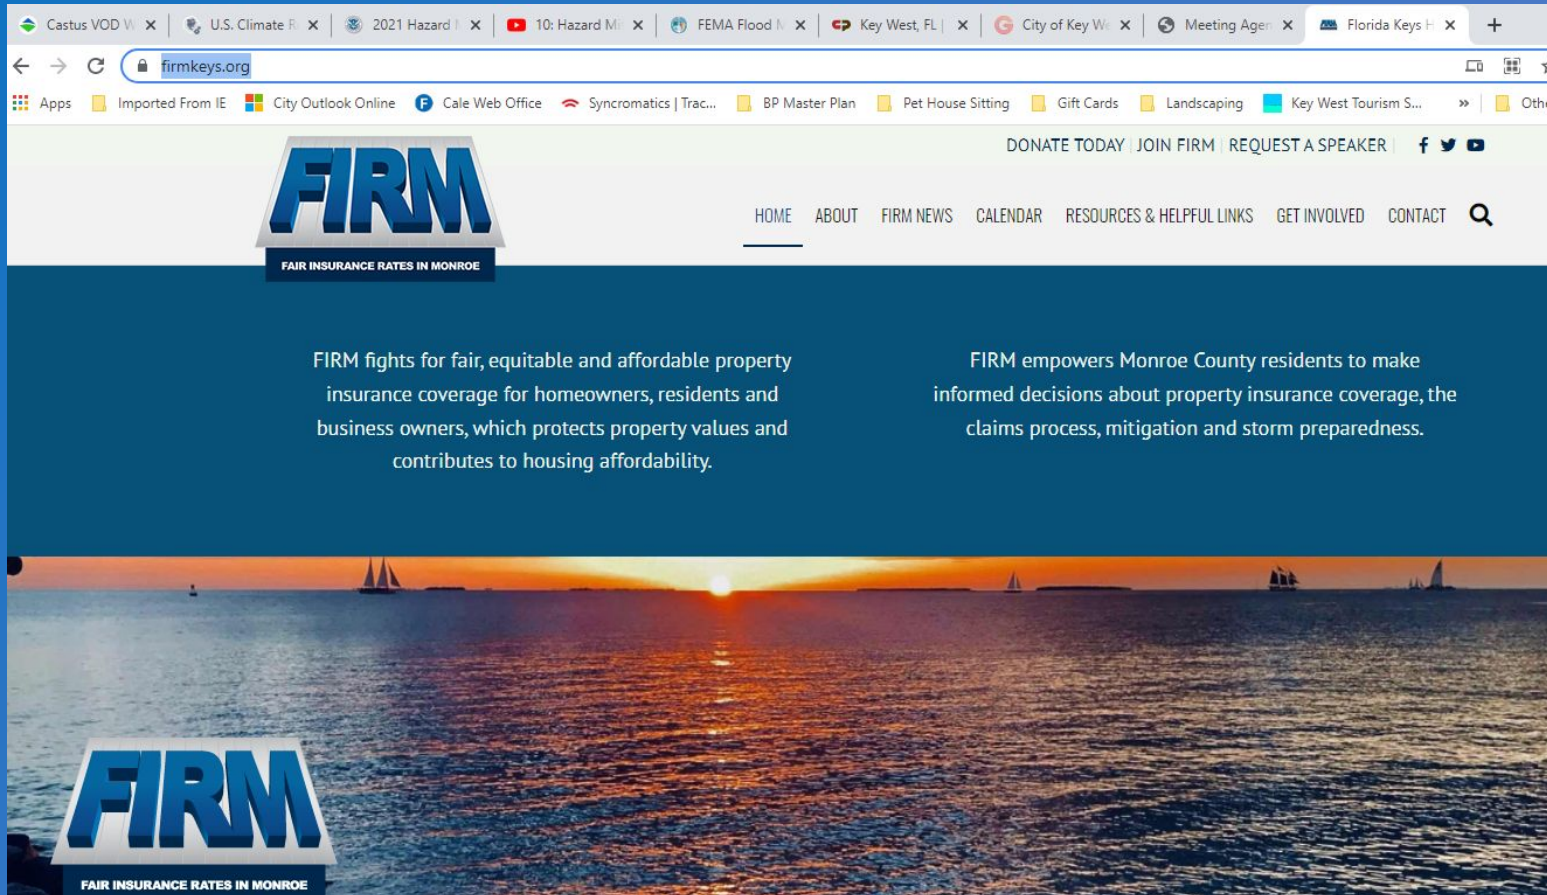 Castus VOD W
U.S. Climate R
2021 Hazard M
10: Hazard Mi
FEMA Flood M
Key West, FL |
City of Key We
Meeting Agen
Florida Keys H
firmkeys.org
Apps
Imported From IE
City Outlook Online
Cale Web Office
Syncromatics | Trac...
BP Master Plan
Pet House Sitting
Gift Cards
Landscaping
Key West Tourism S...
»
Othe
DONATE TODAY | JOIN FIRM | REQUEST A SPEAKER |
FIRM
FAIR INSURANCE RATES IN MONROE
HOME ABOUT FIRM NEWS CALENDAR RESOURCES & HELPFUL LINKS GET INVOLVED CONTACT
FIRM fights for fair, equitable and affordable property
insurance coverage for homeowners, residents and
business owners, which protects property values and
contributes to housing affordability.
FIRM empowers Monroe County residents to make
informed decisions about property insurance coverage, the
claims process, mitigation and storm preparedness.
FIRM
FAIR INSURANCE RATES IN MONROE